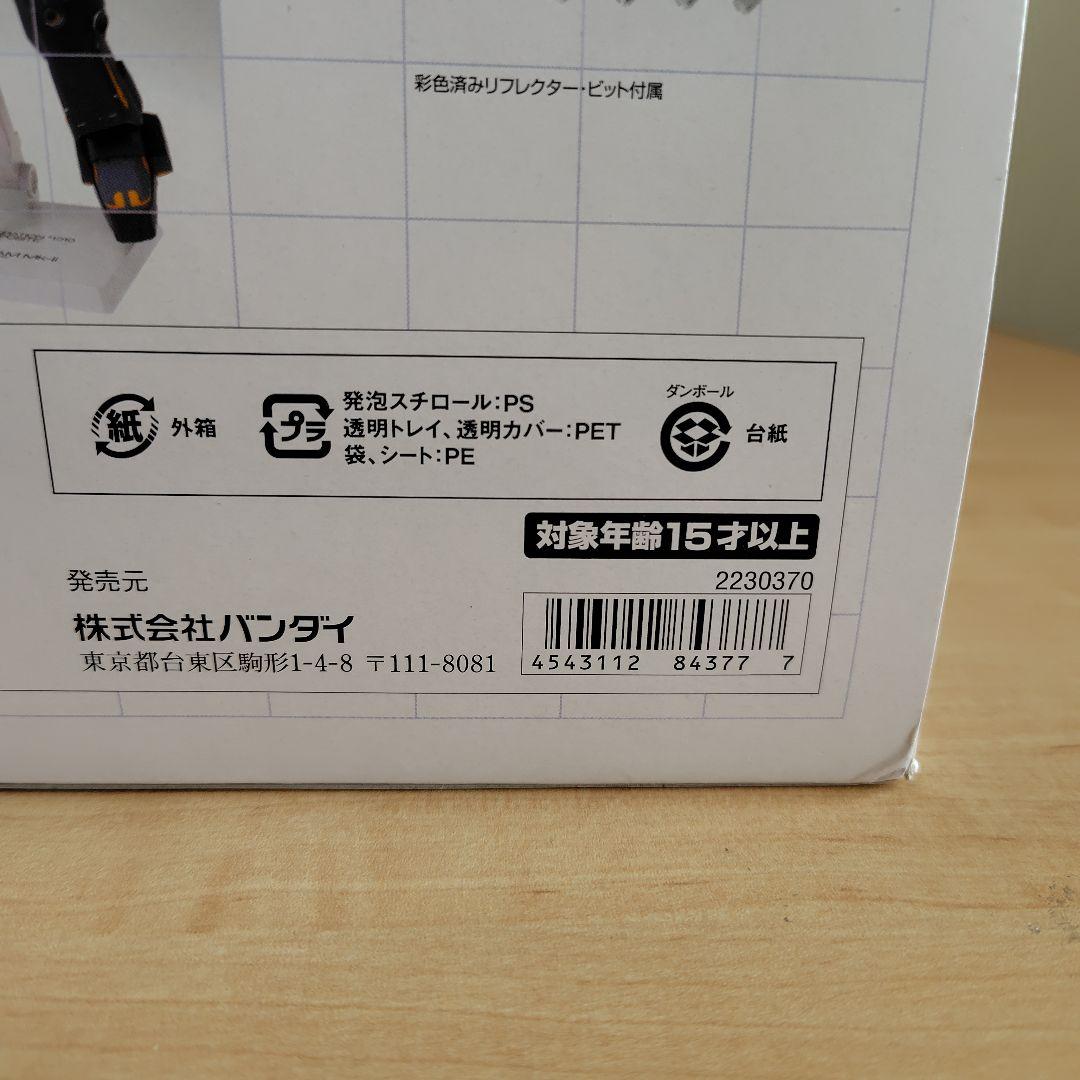 彩色済みリフレクター・ビット付属
紙 外箱
プラ
発泡スチロール:PS
透明トレイ、透明カバー:PET
袋、シート:PE
ダンボール
台紙
対象年齢15才以上
2230370
発売元
株式会社バンダイ
東京都台東区駒形1-4-8 〒111-8081
4543112 84377 7